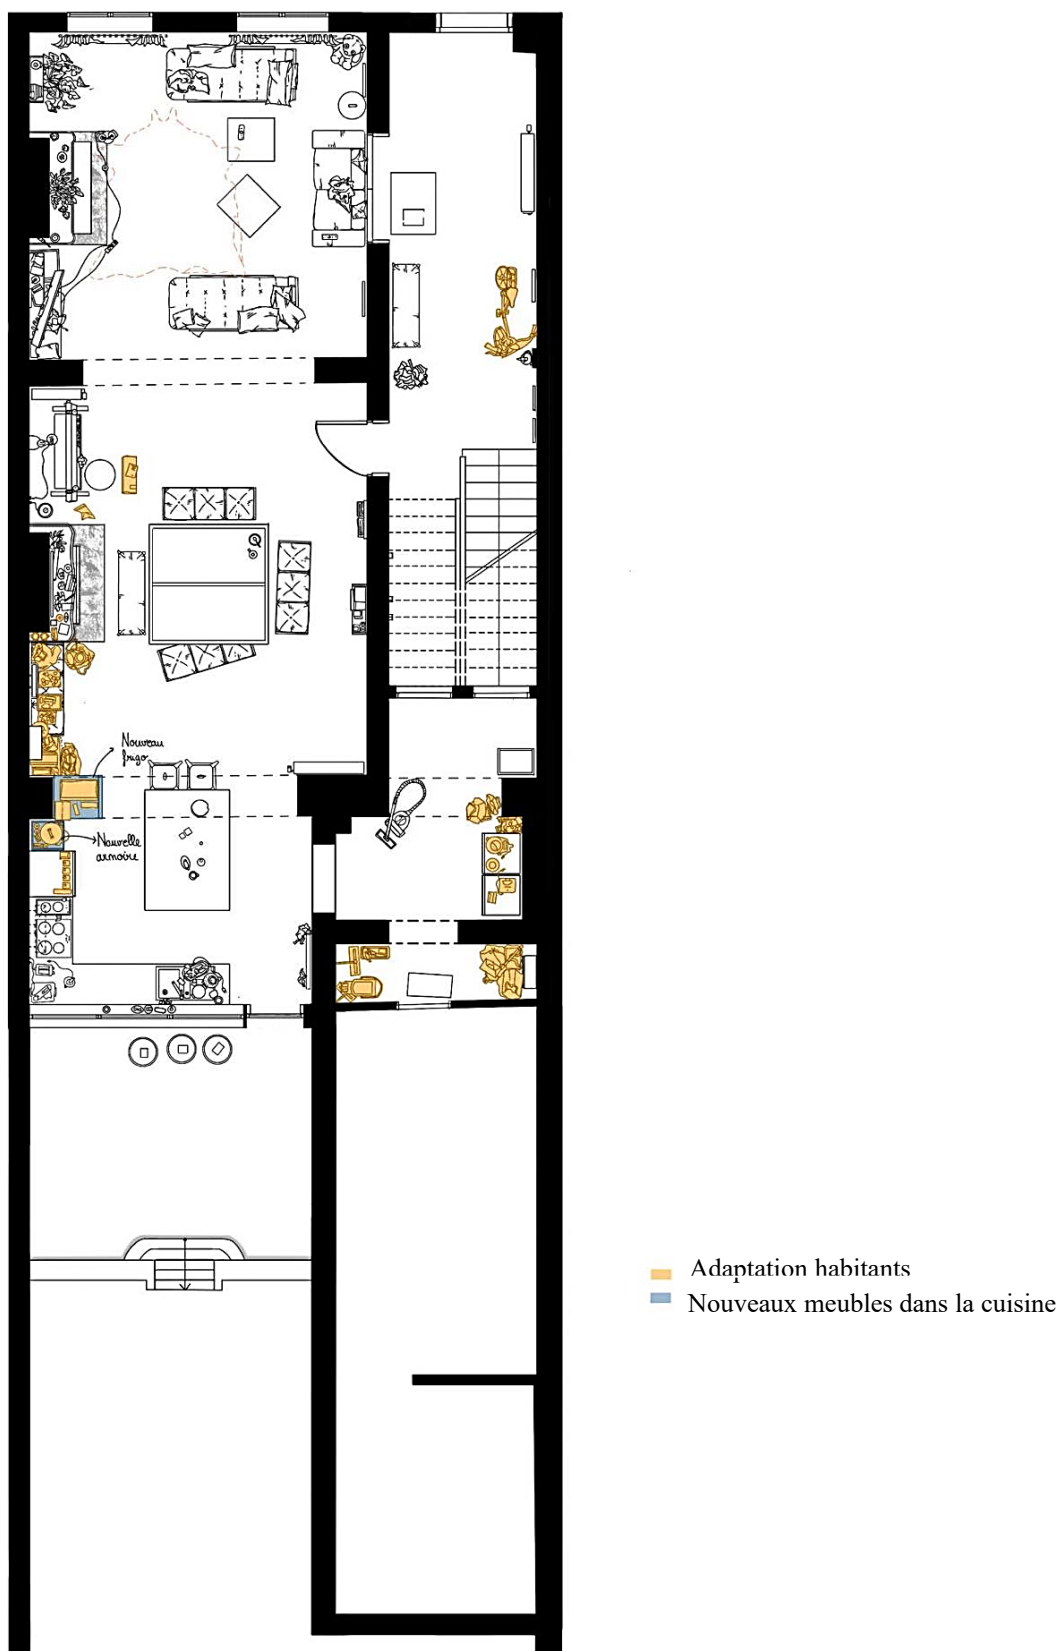 Nouveau
frigo
Nouvelle
armoire
Adaptation habitants
Nouveaux meubles dans la cuisine